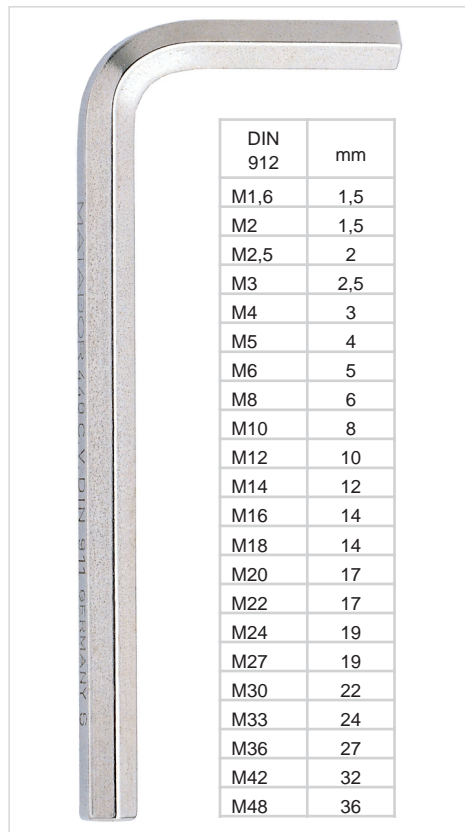 MATADOR 440 C.V. DIN 911 GERMANY 9
DIN
912 mm
M1,6 1,5
M2 1,5
M2,5 2
M3 2,5
M4 3
M5 4
M6 5
M8 6
M10 8
M12 10
M14 12
M16 14
M18 14
M20 17
M22 17
M24 19
M27 19
M30 22
M33 24
M36 27
M42 32
M48 36